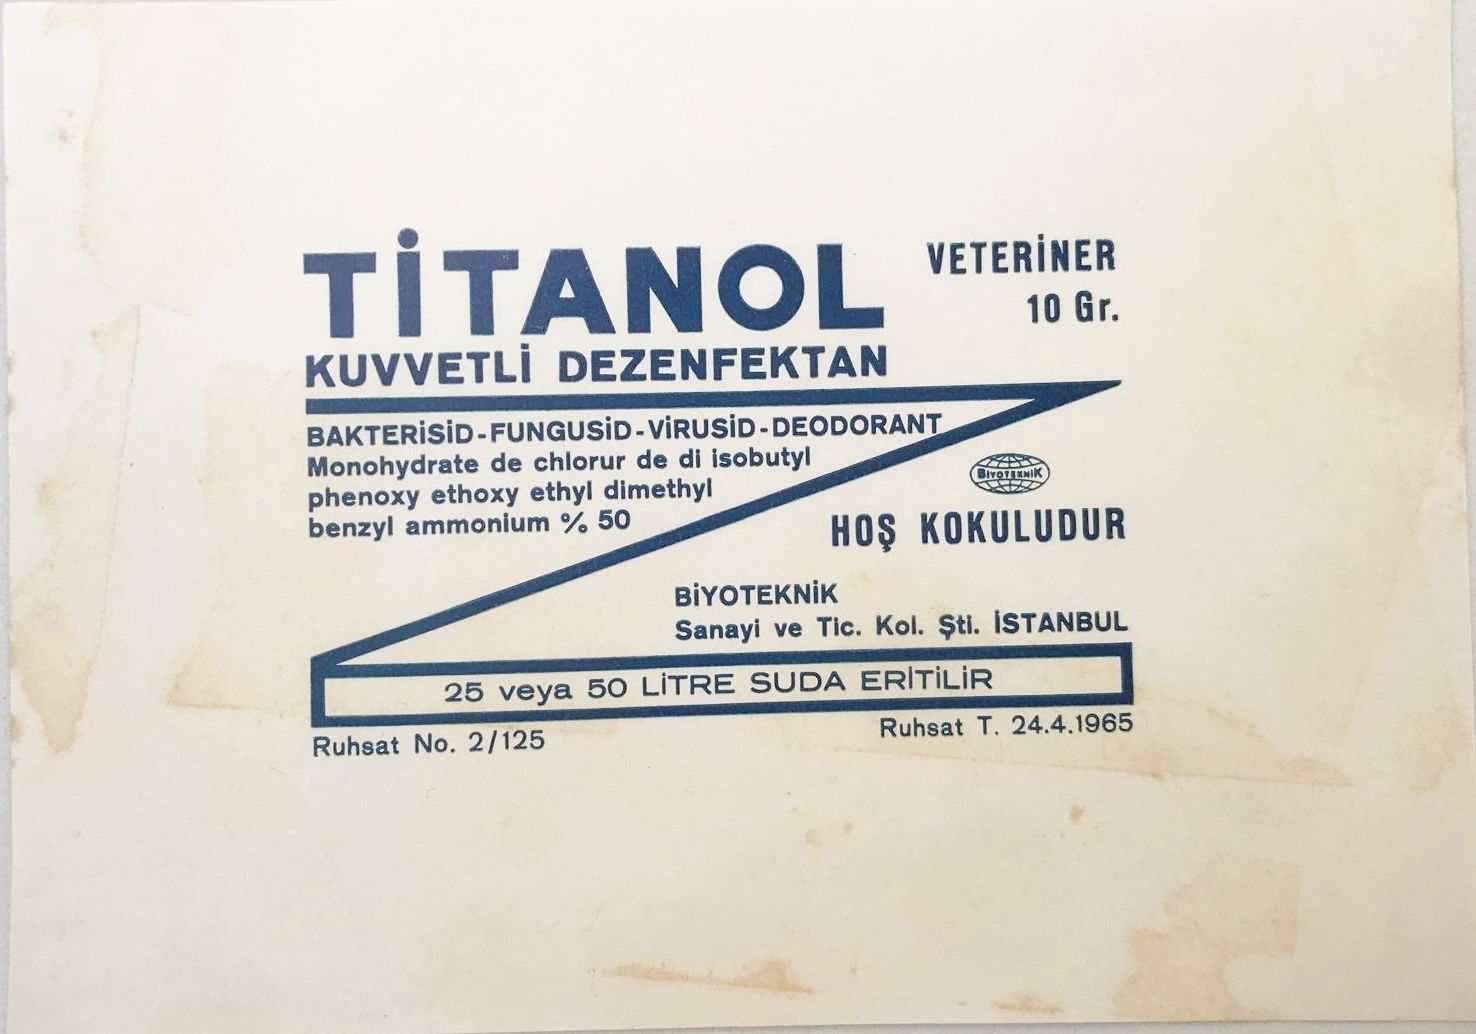 TİTANOL
VETERİNER
10 Gr.
KUVVETLİ DEZENFEKTAN
BAKTERİSİD-FUNGUSİD-VİRUSİD-DEODORANT
Monohydrate de chlorur de di isobutyl
phenoxy ethoxy ethyl dimethyl
benzyl ammonium % 50
BİYOTEKNİK
HOŞ KOKULUDUR
BİYOTEKNİK
Sanayi ve Tic. Kol. Şti. İSTANBUL
25 veya 50 LİTRE SUDA ERİTİLİR
Ruhsat No. 2/125
Ruhsat T. 24.4.1965